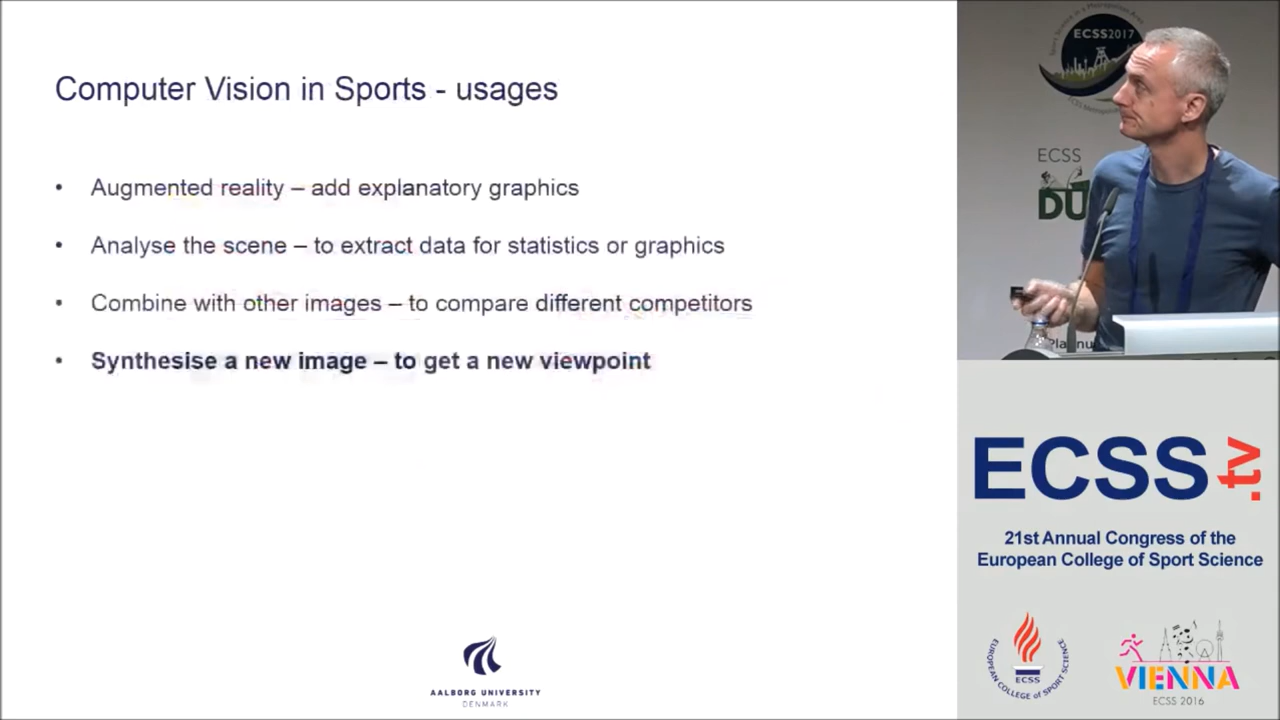 Computer Vision in Sports - usages
• Augmented reality – add explanatory graphics
• Analyse the scene – to extract data for statistics or graphics
• Combine with other images – to compare different competitors
• Synthesise a new image – to get a new viewpoint
AALBORG UNIVERSITY
DENMARK
ECSS2017
ECSS
DU
ECSS.tv
21st Annual Congress of the
European College of Sport Science
EUROPEAN COLLEGE OF SPORT SCIENCE
ECSS
VIENNA
ECSS 2016